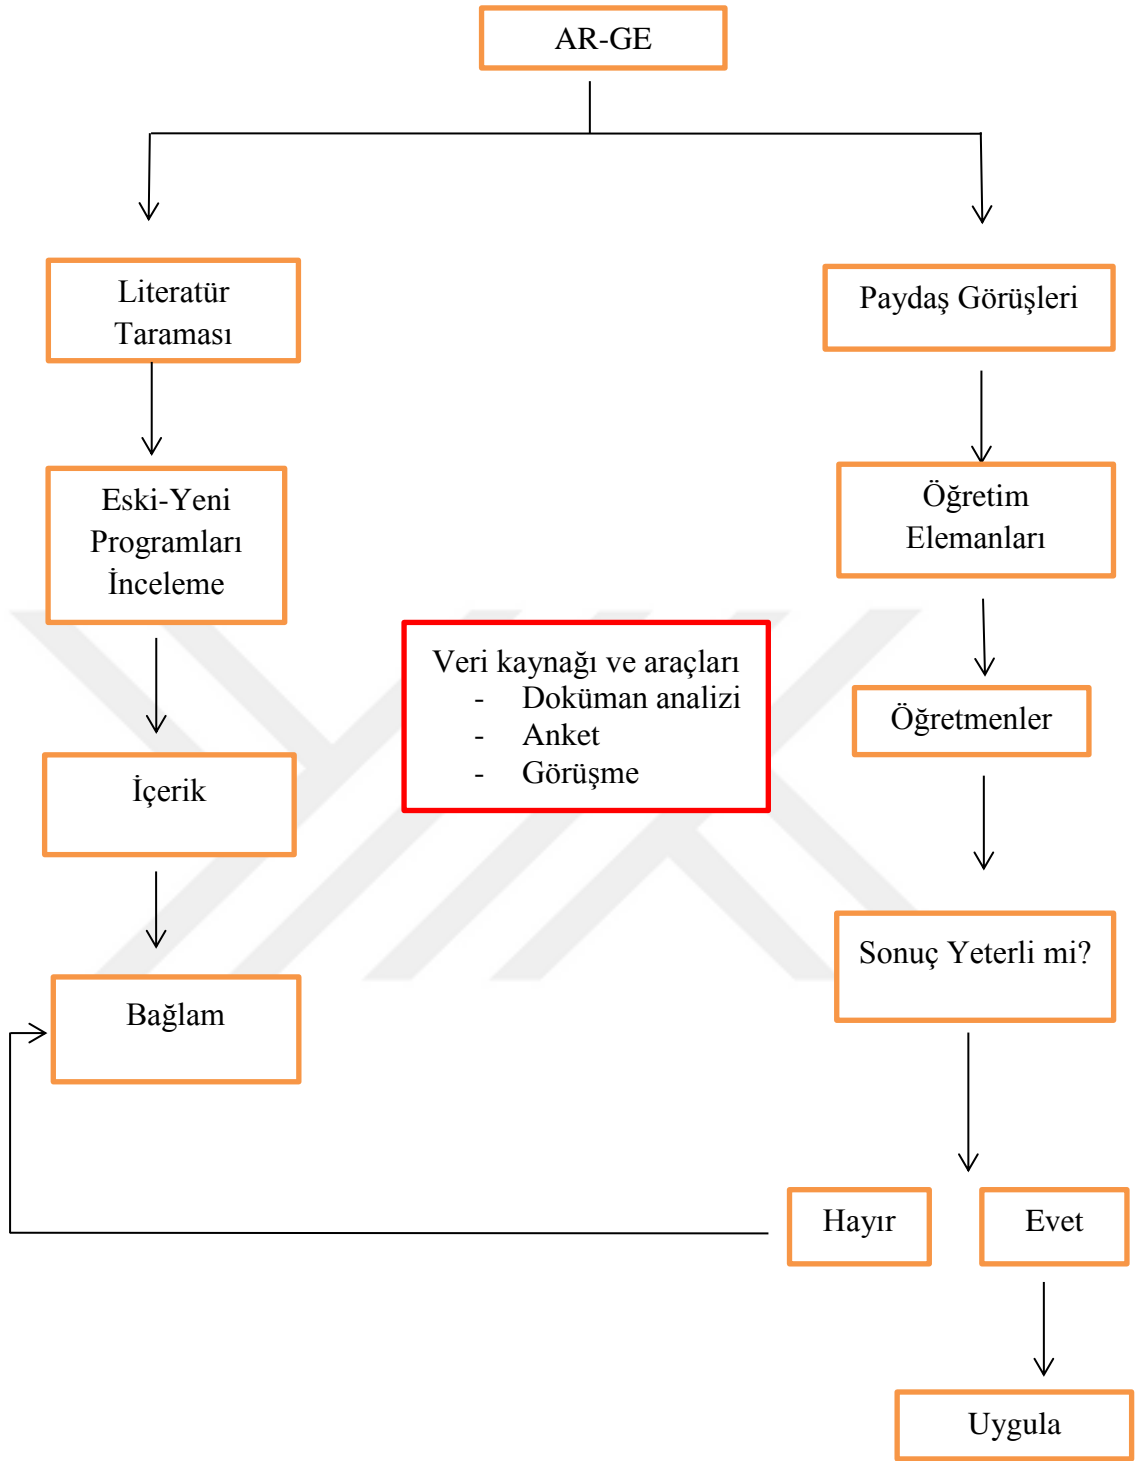 AR-GE
Literatür
Taraması
Paydaş Görüşleri
Eski-Yeni
Programları
İnceleme
Öğretim
Elemanları
Veri kaynağı ve araçları
- Doküman analizi
- Anket
- Görüşme
Öğretmenler
İçerik
Sonuç Yeterli mi?
Bağlam
Hayır
Evet
Uygula